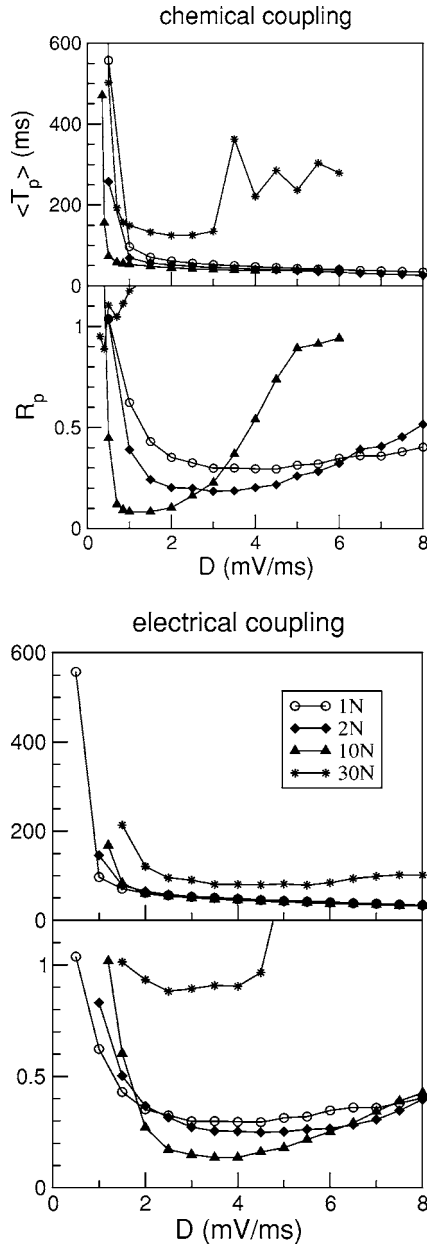 chemical coupling
600
400
200
0
<T_p> (ms)
1
0.5
0
R_p
0 2 4 6 8
D (mV/ms)
electrical coupling
600
400
200
0
1N
2N
10N
30N
1
0.5
0
0 2 4 6 8
D (mV/ms)